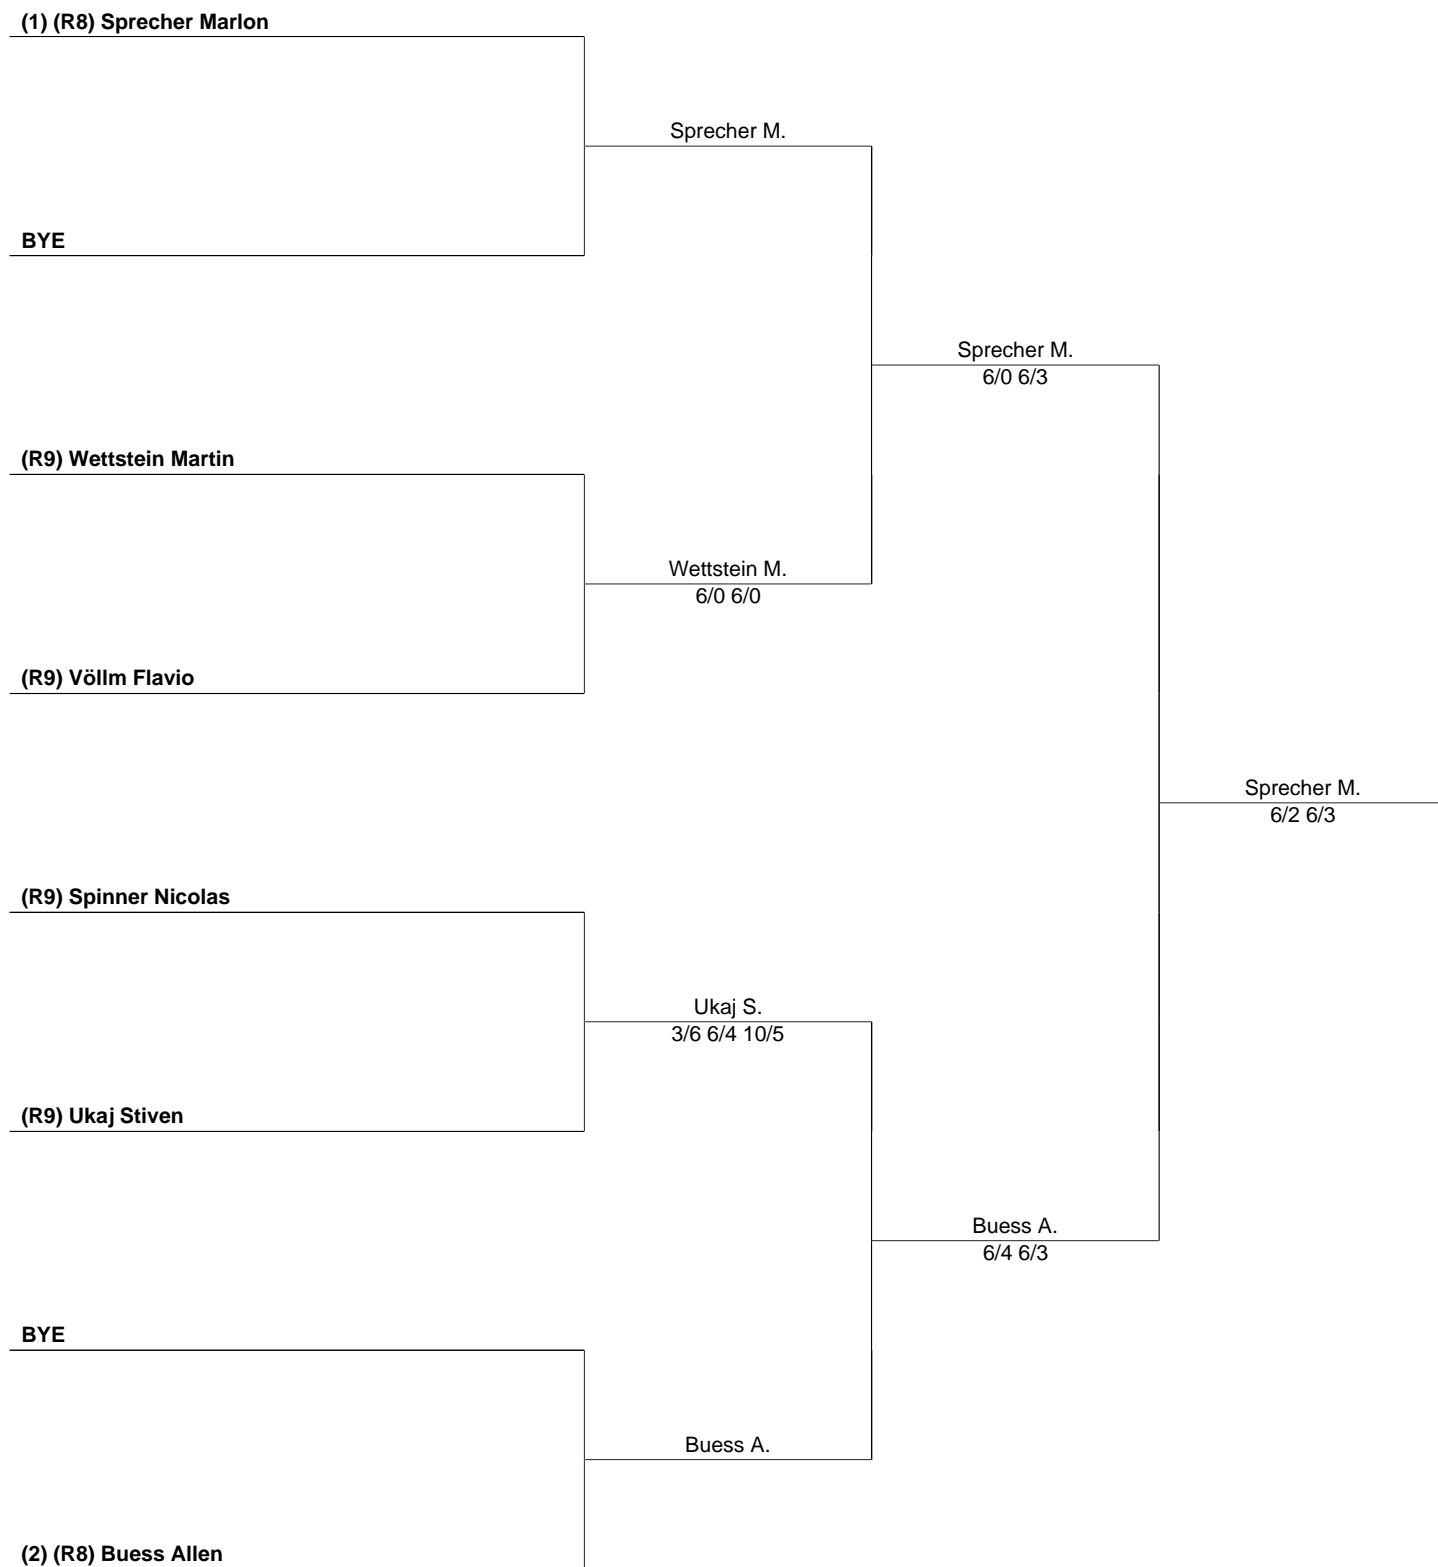 (1) (R8) Sprecher Marlon
Sprecher M.
BYE
Sprecher M.
6/0 6/3
(R9) Wettstein Martin
Wettstein M.
6/0 6/0
(R9) Völlm Flavio
Sprecher M.
6/2 6/3
(R9) Spinner Nicolas
Ukaj S.
3/6 6/4 10/5
(R9) Ukaj Stiven
Buess A.
6/4 6/3
BYE
Buess A.
(2) (R8) Buess Allen